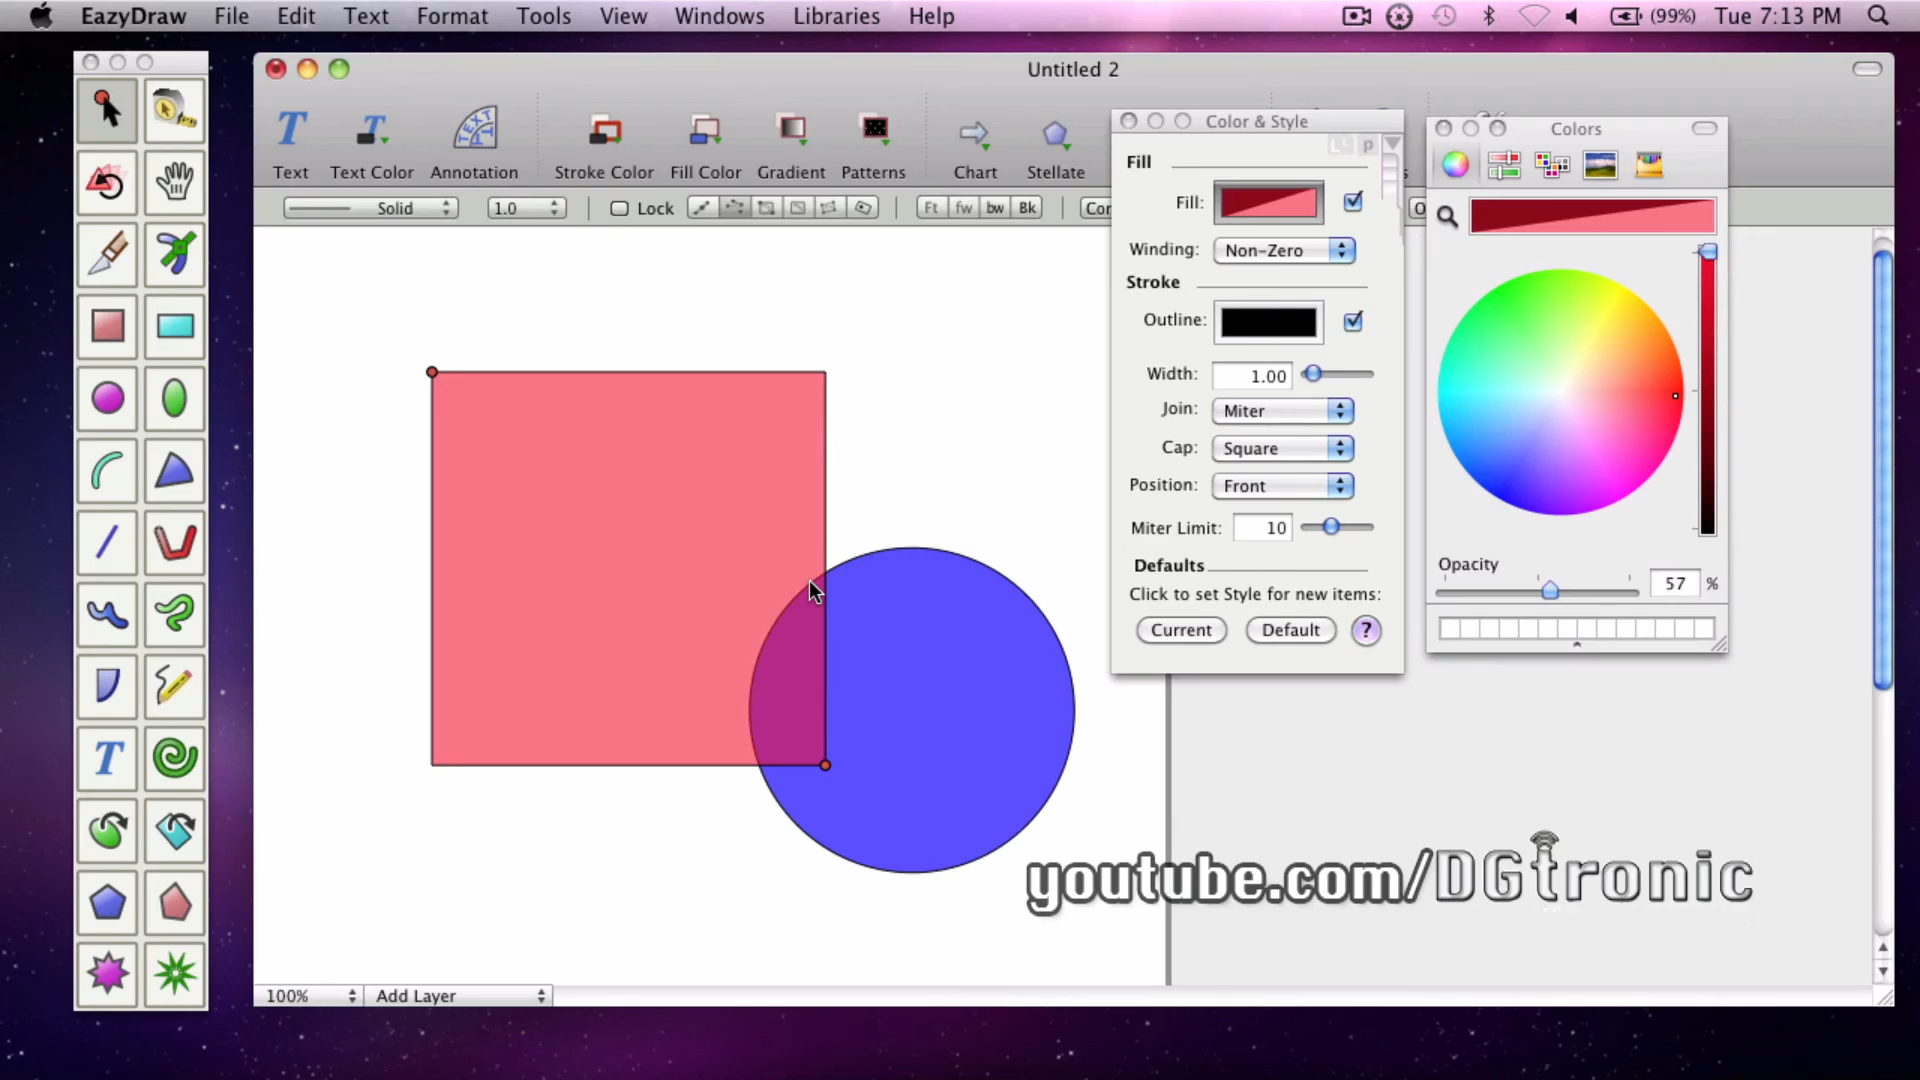 EazyDraw File Edit Text Format Tools View Windows Libraries Help (99%) Tue 7:13 PM
Untitled 2
Text Text Color Annotation Stroke Color Fill Color Gradient Patterns Chart Stellate
Solid 1.0 Lock Ft fw bw Bk Cor
Color & Style
p
Fill
Fill:
Winding: Non-Zero
Stroke
Outline:
Width: 1.00
Join: Miter
Cap: Square
Position: Front
Miter Limit: 10
Defaults
Click to set Style for new items:
Current Default ?
Colors
Opacity
57 %
TEXT
T
youtube.com/DGtronic
100% Add Layer